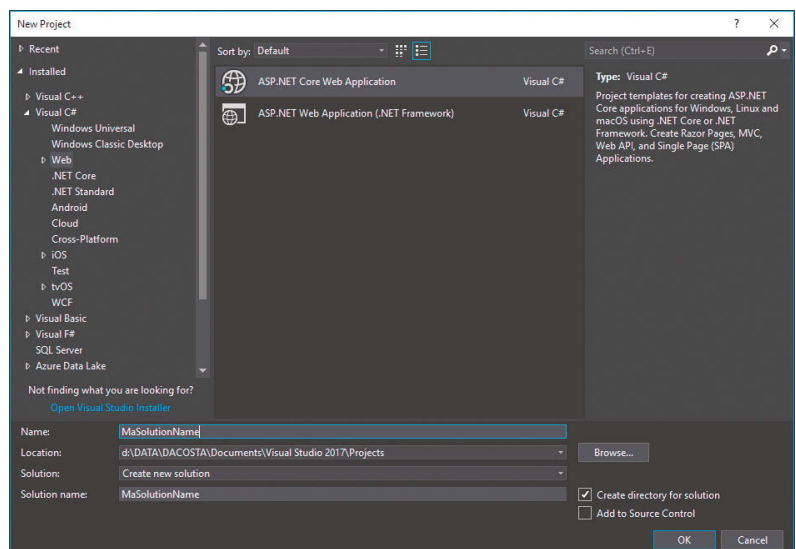 New Project
?
Recent
Installed
Visual C++
Visual C#
Windows Universal
Windows Classic Desktop
Web
.NET Core
.NET Standard
Android
Cloud
Cross-Platform
iOS
Test
tvOS
WCF
Visual Basic
Visual F#
SQL Server
Azure Data Lake
Not finding what you are looking for?
Open Visual Studio Installer
Sort by: Default
ASP.NET Core Web Application Visual C#
ASP.NET Web Application (.NET Framework) Visual C#
Search (Ctrl+E)
Type: Visual C#
Project templates for creating ASP.NET
Core applications for Windows, Linux and
macOS using .NET Core or .NET
Framework. Create Razor Pages, MVC,
Web API, and Single Page (SPA)
Applications.
Name: MaSolutionName
Location: d:\DATA\DACOSTA\Documents\Visual Studio 2017\Projects Browse...
Solution: Create new solution
Solution name: MaSolutionName
Create directory for solution
Add to Source Control
OK Cancel